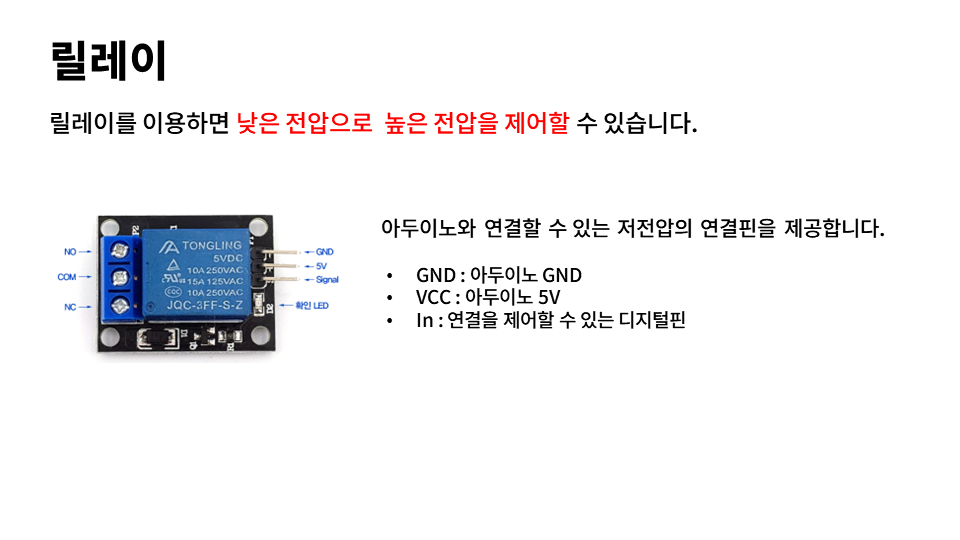 릴레이
릴레이를 이용하면 낮은 전압으로 높은 전압을 제어할 수 있습니다.
아두이노와 연결할 수 있는 저전압의 연결핀을 제공합니다.
• GND : 아두이노 GND
• VCC : 아두이노 5V
• In : 연결을 제어할 수 있는 디지털핀
NO
COM
NC
TONGLING
5VDC
10A 250VAC
15A 125VAC
10A 250VAC
JQC-3FF-S-Z
GND
5V
Signal
확인 LED
D2
R1
Q1